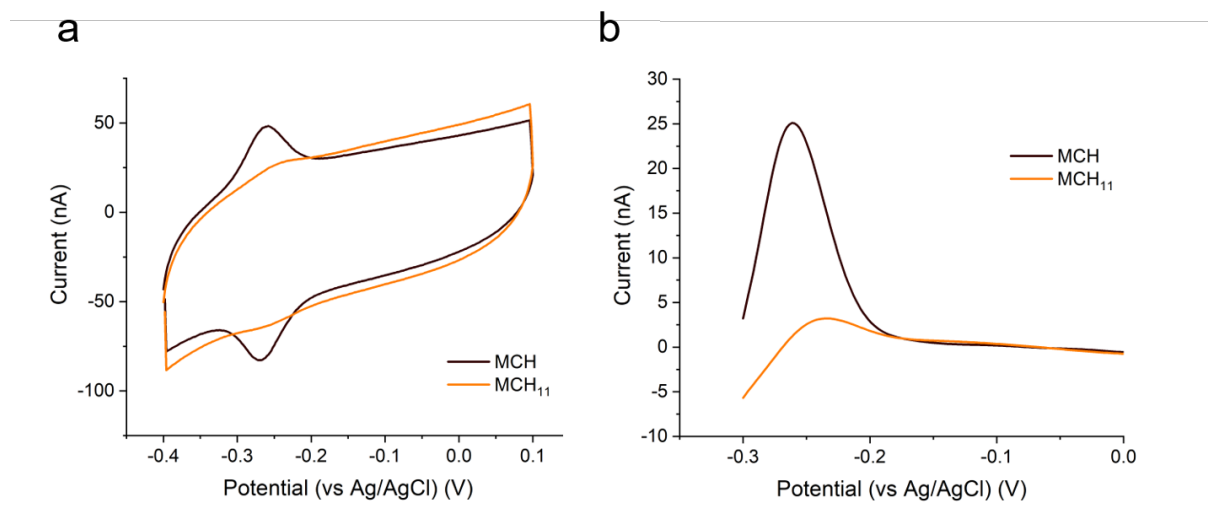 a
50
0
-50
-100
Current (nA)
MCH
MCH₁₁
-0.4 -0.3 -0.2 -0.1 0.0 0.1
Potential (vs Ag/AgCl) (V)
b
30
25
20
15
10
5
0
-5
-10
Current (nA)
MCH
MCH₁₁
-0.3 -0.2 -0.1 0.0
Potential (vs Ag/AgCl) (V)